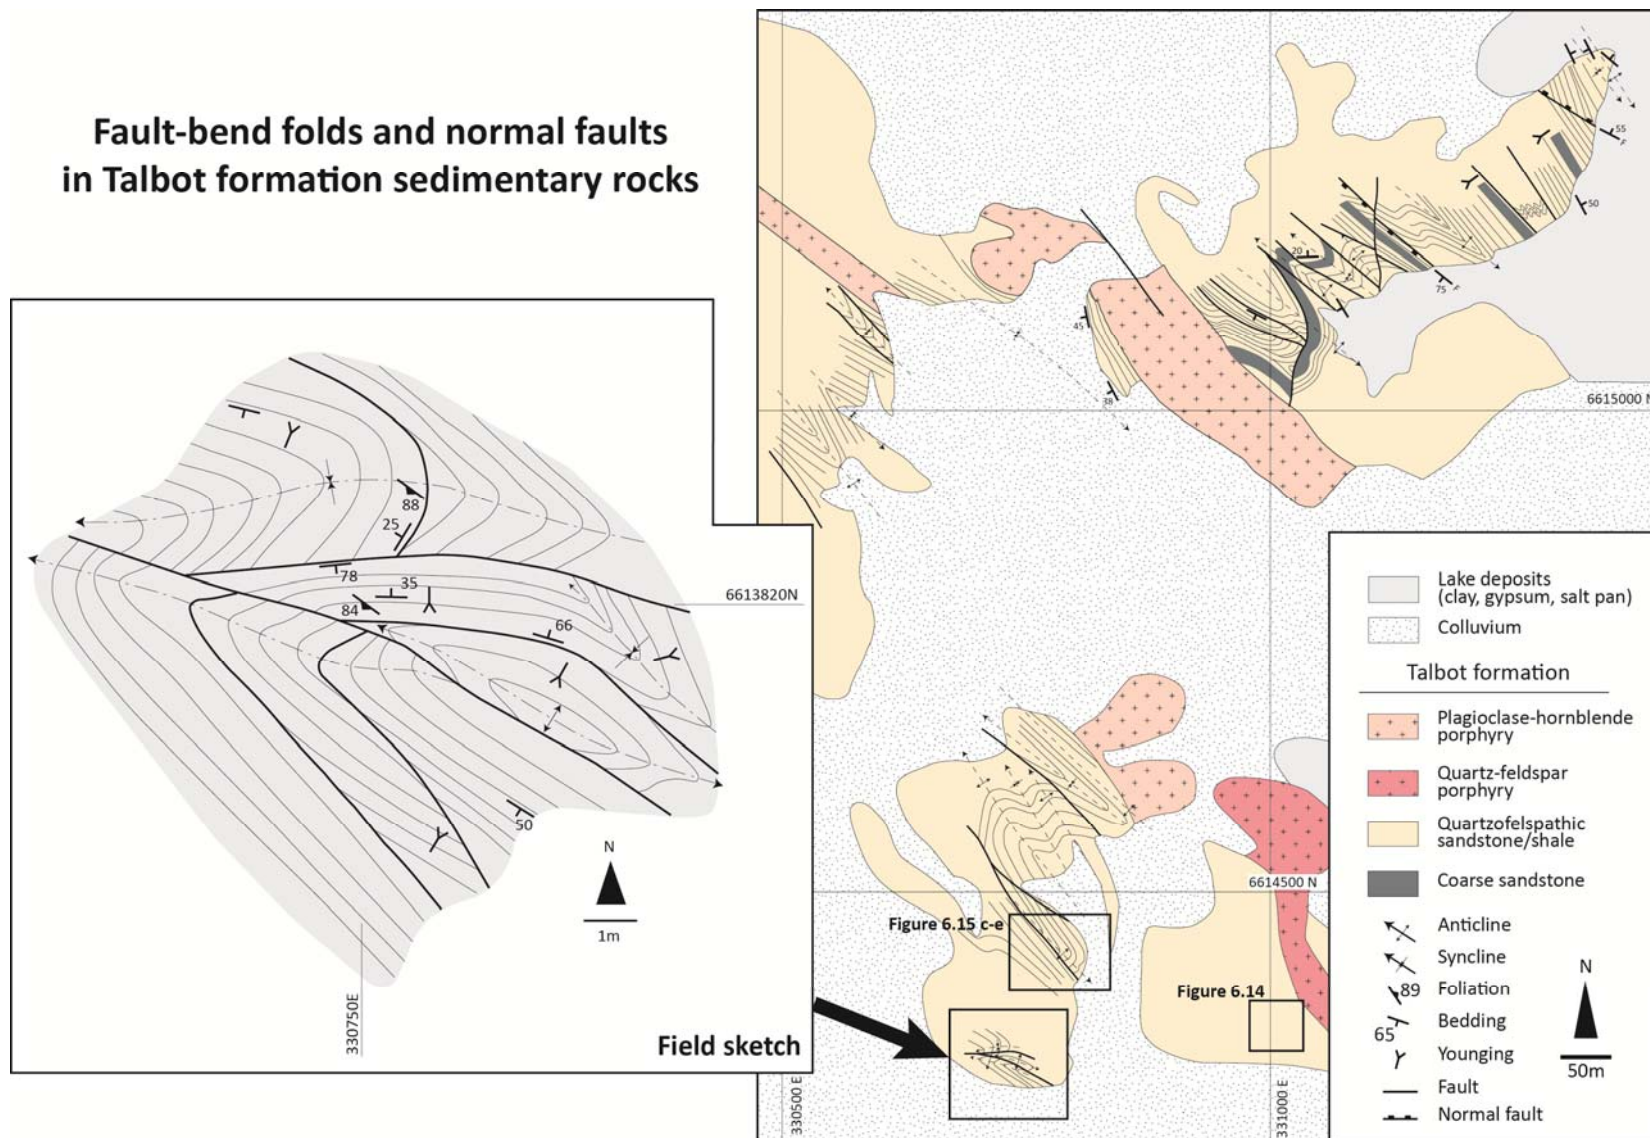 Fault-bend folds and normal faults
in Talbot formation sedimentary rocks
55
F
50
20
75
F
45
38
6615000 N
88
25
78
35
84
66
50
6613820N
N
1m
330750E
Field sketch
Figure 6.15 c-e
6614500 N
Figure 6.14
330500 E
331000 E
Lake deposits
(clay, gypsum, salt pan)
Colluvium
Talbot formation
Plagioclase-hornblende
porphyry
Quartz-feldspar
porphyry
Quartzofelspathic
sandstone/shale
Coarse sandstone
Anticline
Syncline
89 Foliation
65 Bedding
Younging
Fault
Normal fault
N
50m